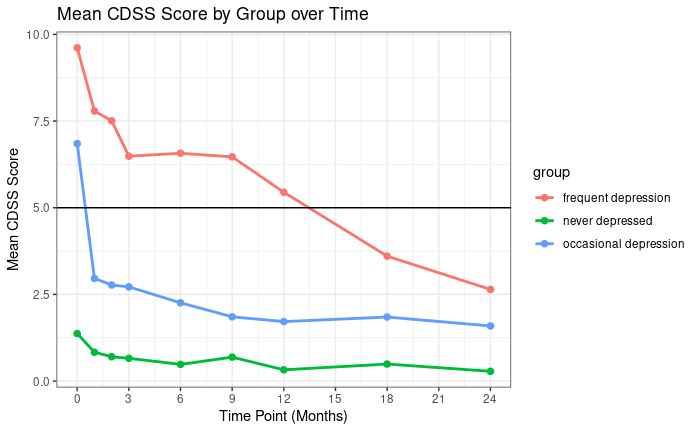 Mean CDSS Score by Group over Time
Mean CDSS Score
10.0
7.5
5.0
2.5
0.0
0 3 6 9 12 15 18 21 24
Time Point (Months)
group
frequent depression
never depressed
occasional depression